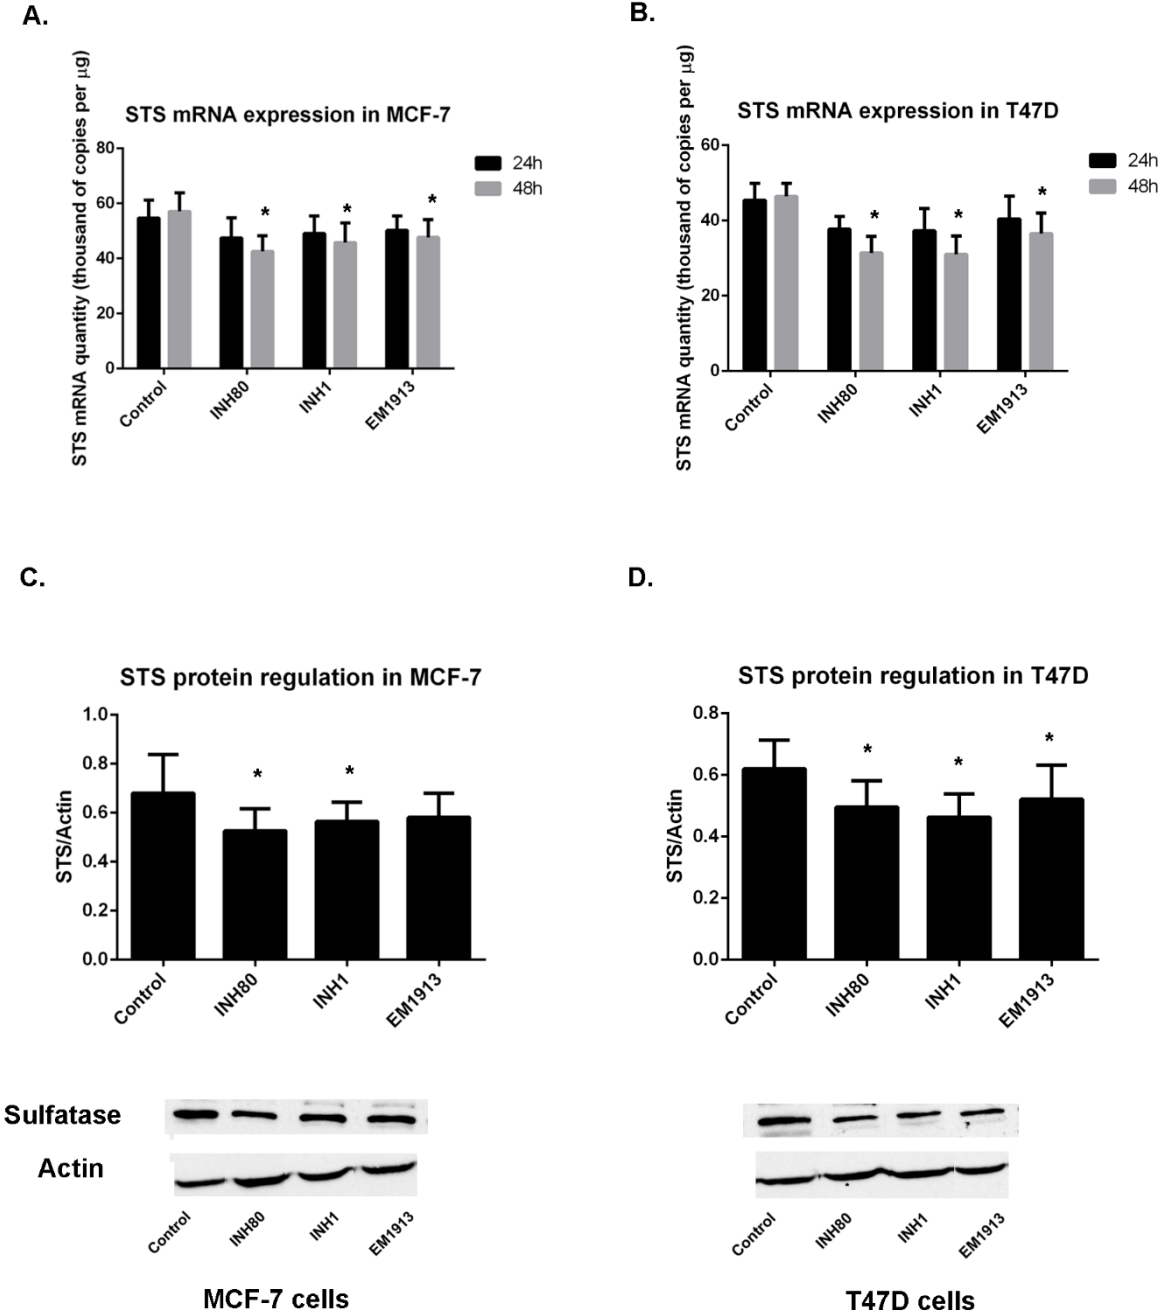 A.
STS mRNA expression in MCF-7
STS mRNA quantity (thousand of copies per µg)
80
60
40
20
0
* * *
24h
48h
Control INH80 INH1 EM1913
B.
STS mRNA expression in T47D
STS mRNA quantity (thousand of copies per µg)
60
40
20
0
* * *
24h
48h
Control INH80 INH1 EM1913
C.
STS protein regulation in MCF-7
STS/Actin
1.0
0.8
0.6
0.4
0.2
0.0
* *
Control INH80 INH1 EM1913
D.
STS protein regulation in T47D
STS/Actin
0.8
0.6
0.4
0.2
0.0
* * *
Control INH80 INH1 EM1913
Sulfatase
Actin
Control INH80 INH1 EM1913
MCF-7 cells
Control INH80 INH1 EM1913
T47D cells